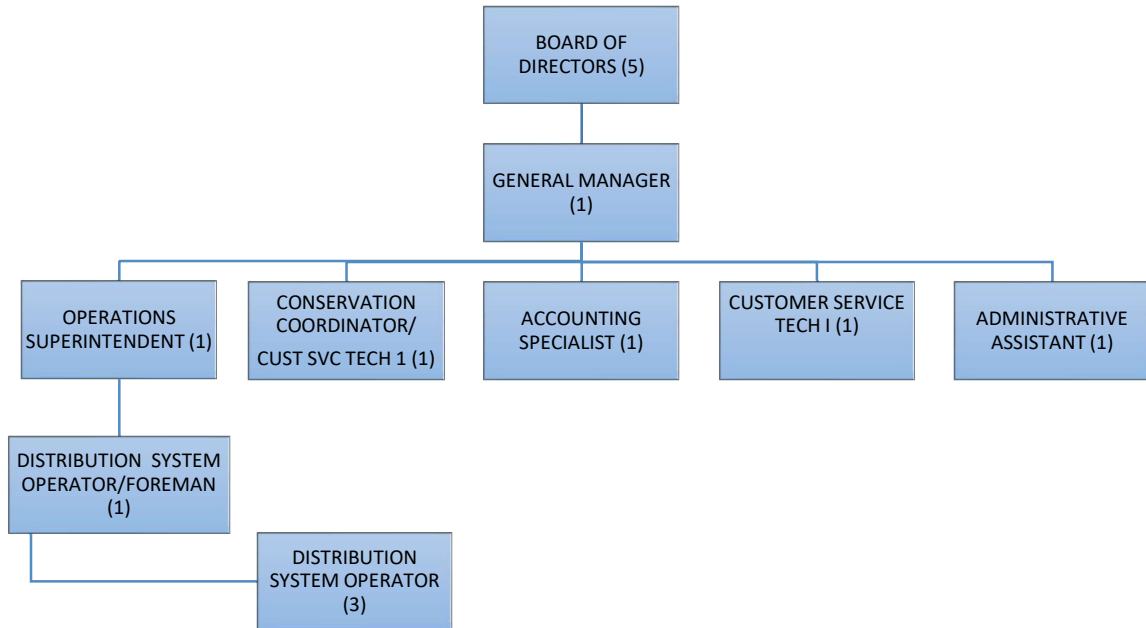 BOARD OF
DIRECTORS (5)
GENERAL MANAGER
(1)
OPERATIONS
SUPERINTENDENT (1)
CONSERVATION
COORDINATOR/
CUST SVC TECH 1 (1)
ACCOUNTING
SPECIALIST (1)
CUSTOMER SERVICE
TECH I (1)
ADMINISTRATIVE
ASSISTANT (1)
DISTRIBUTION SYSTEM
OPERATOR/FOREMAN
(1)
DISTRIBUTION
SYSTEM OPERATOR
(3)